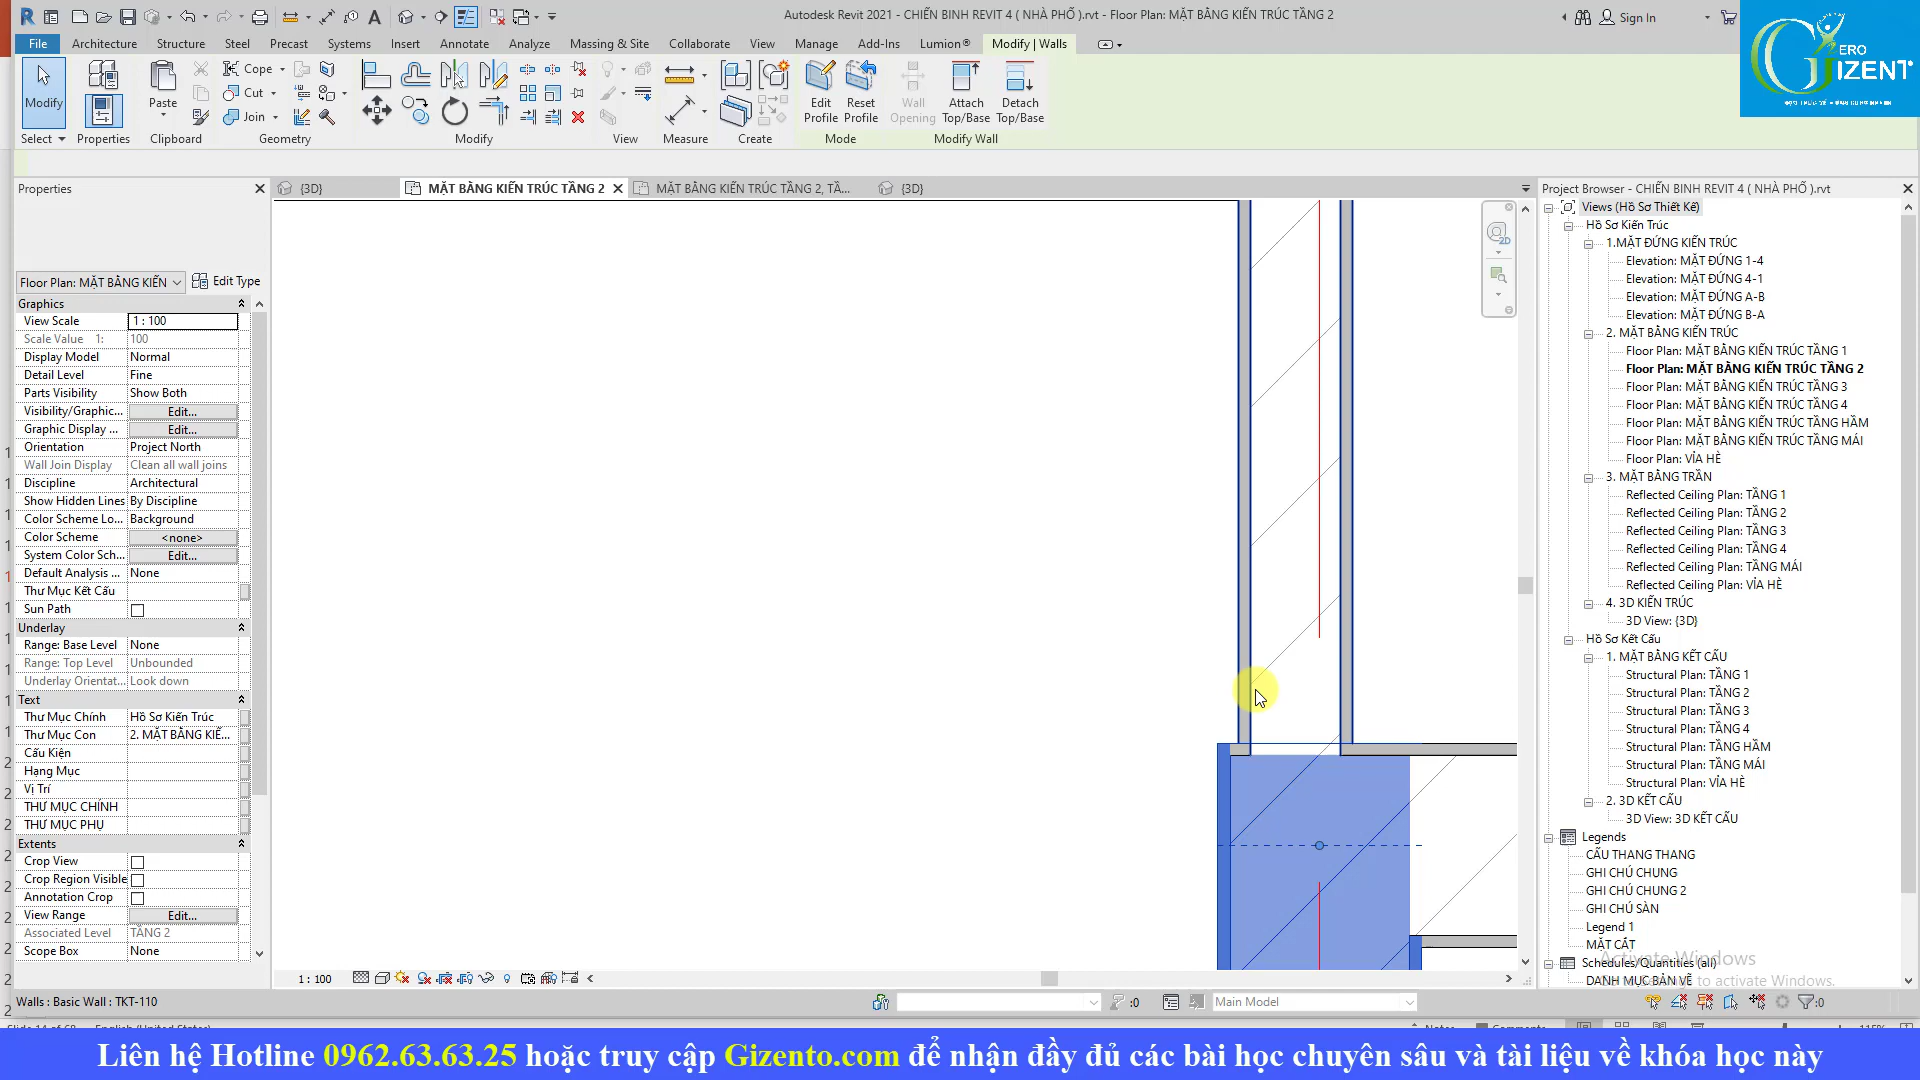 Autodesk Revit 2021 - CHIẾN BINH REVIT 4 ( NHÀ PHỐ ).rvt - Floor Plan: MẶT BẰNG KIẾN TRÚC TẦNG 2
Sign In
File Architecture Structure Steel Precast Systems Insert Annotate Analyze Massing & Site Collaborate View Manage Add-Ins Lumion® Modify | Walls
ERO
GIZENT
Cope
Cut
Join
Modify
Paste
Edit Profile
Reset Profile
Wall Opening
Attach Top/Base
Detach Top/Base
Select Properties Clipboard Geometry Modify View Measure Create Mode Modify Wall
Properties
{3D}
MẶT BẰNG KIẾN TRÚC TẦNG 2
MẶT BẰNG KIẾN TRÚC TẦNG 2, TẦ...
{3D}
Project Browser - CHIẾN BINH REVIT 4 ( NHÀ PHỐ ).rvt
Floor Plan: MẶT BẰNG KIẾN
Edit Type
Graphics
View Scale 1 : 100
Scale Value 1: 100
Display Model Normal
Detail Level Fine
Parts Visibility Show Both
Visibility/Graphic... Edit...
Graphic Display ... Edit...
Orientation Project North
Wall Join Display Clean all wall joins
Discipline Architectural
Show Hidden Lines By Discipline
Color Scheme Lo... Background
Color Scheme <none>
System Color Sch... Edit...
Default Analysis ... None
Thư Mục Kết Cấu
Sun Path
Underlay
Range: Base Level None
Range: Top Level Unbounded
Underlay Orientat... Look down
Text
Thư Mục Chính Hồ Sơ Kiến Trúc
Thư Mục Con 2. MẶT BẰNG KIẾ...
Cấu Kiện
Hạng Mục
Vị Trí
THƯ MỤC CHÍNH
THƯ MỤC PHỤ
Extents
Crop View
Crop Region Visible
Annotation Crop
View Range Edit...
Associated Level TẦNG 2
Scope Box None
Views (Hồ Sơ Thiết Kế)
Hồ Sơ Kiến Trúc
1.MẶT ĐỨNG KIẾN TRÚC
Elevation: MẶT ĐỨNG 1-4
Elevation: MẶT ĐỨNG 4-1
Elevation: MẶT ĐỨNG A-B
Elevation: MẶT ĐỨNG B-A
2. MẶT BẰNG KIẾN TRÚC
Floor Plan: MẶT BẰNG KIẾN TRÚC TẦNG 1
Floor Plan: MẶT BẰNG KIẾN TRÚC TẦNG 2
Floor Plan: MẶT BẰNG KIẾN TRÚC TẦNG 3
Floor Plan: MẶT BẰNG KIẾN TRÚC TẦNG 4
Floor Plan: MẶT BẰNG KIẾN TRÚC TẦNG HẦM
Floor Plan: MẶT BẰNG KIẾN TRÚC TẦNG MÁI
Floor Plan: VỈA HÈ
3. MẶT BẰNG TRẦN
Reflected Ceiling Plan: TẦNG 1
Reflected Ceiling Plan: TẦNG 2
Reflected Ceiling Plan: TẦNG 3
Reflected Ceiling Plan: TẦNG 4
Reflected Ceiling Plan: TẦNG MÁI
Reflected Ceiling Plan: VỈA HÈ
4. 3D KIẾN TRÚC
3D View: {3D}
Hồ Sơ Kết Cấu
1. MẶT BẰNG KẾT CẤU
Structural Plan: TẦNG 1
Structural Plan: TẦNG 2
Structural Plan: TẦNG 3
Structural Plan: TẦNG 4
Structural Plan: TẦNG HẦM
Structural Plan: TẦNG MÁI
Structural Plan: VỈA HÈ
2. 3D KẾT CẤU
3D View: 3D KẾT CẤU
Legends
CẦU THANG THANG
GHI CHÚ CHUNG
GHI CHÚ CHUNG 2
GHI CHÚ SÀN
Legend 1
MẶT CẮT
Schedules/Quantities (all)
DANH MỤC BẢN VẼ
Activate Windows
to activate Windows.
1 : 100
Walls : Basic Wall : TKT-110
:0
Main Model
:0
Liên hệ Hotline 0962.63.63.25 hoặc truy cập Gizento.com để nhận đầy đủ các bài học chuyên sâu và tài liệu về khóa học này